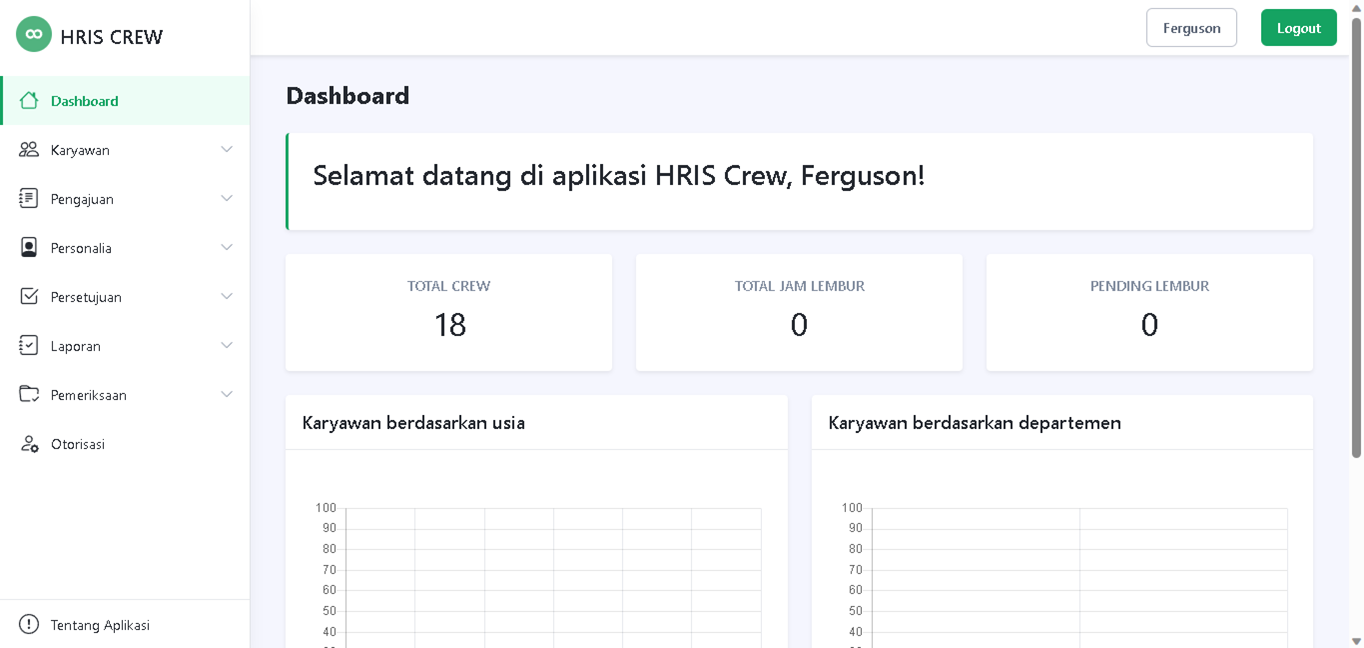 HRIS CREW
Ferguson
Logout
Dashboard
Karyawan
Pengajuan
Personalia
Persetujuan
Laporan
Pemeriksaan
Otorisasi
Tentang Aplikasi
Dashboard
Selamat datang di aplikasi HRIS Crew, Ferguson!
TOTAL CREW
18
TOTAL JAM LEMBUR
0
PENDING LEMBUR
0
Karyawan berdasarkan usia
100
90
80
70
60
50
40
Karyawan berdasarkan departemen
100
90
80
70
60
50
40